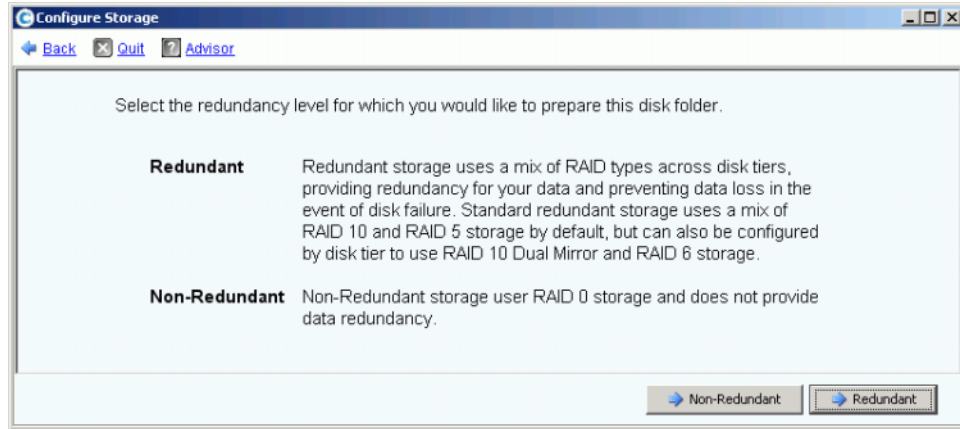 Configure Storage
Back Quit Advisor
Select the redundancy level for which you would like to prepare this disk folder.
Redundant Redundant storage uses a mix of RAID types across disk tiers,
providing redundancy for your data and preventing data loss in the
event of disk failure. Standard redundant storage uses a mix of
RAID 10 and RAID 5 storage by default, but can also be configured
by disk tier to use RAID 10 Dual Mirror and RAID 6 storage.
Non-Redundant Non-Redundant storage user RAID 0 storage and does not provide
data redundancy.
Non-Redundant Redundant